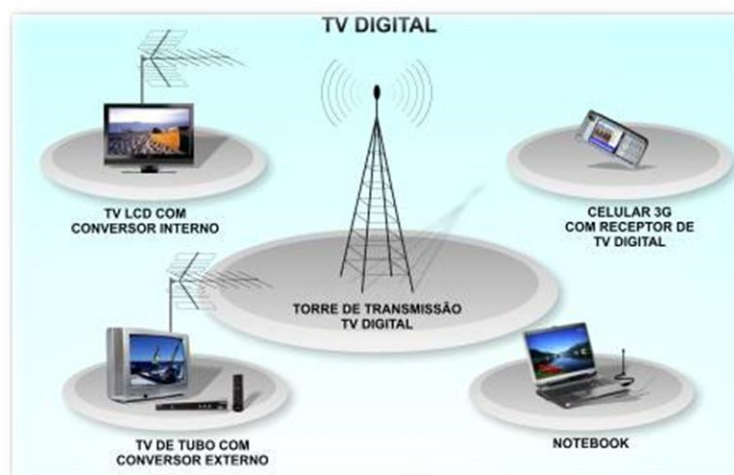 TV DIGITAL
TV LCD COM
CONVERSOR INTERNO
CELULAR 3G
COM RECEPTOR DE
TV DIGITAL
TORRE DE TRANSMISSÃO
TV DIGITAL
TV DE TUBO COM
CONVERSOR EXTERNO
NOTEBOOK